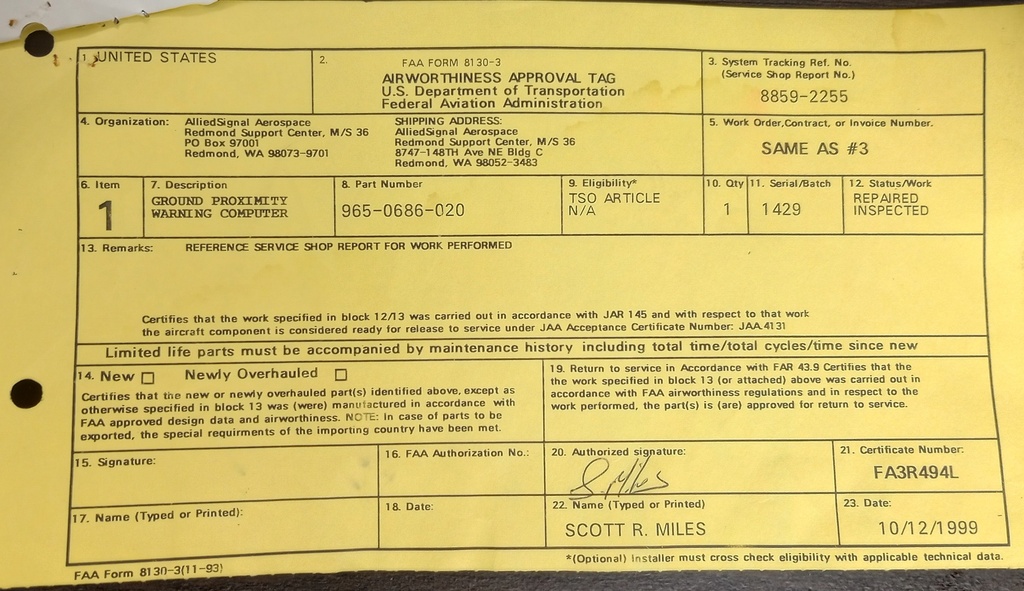 1. UNITED STATES
2.
FAA FORM 8130-3
AIRWORTHINESS APPROVAL TAG
U.S. Department of Transportation
Federal Aviation Administration
3. System Tracking Ref. No.
(Service Shop Report No.)
8859-2255
4. Organization:
AlliedSignal Aerospace
Redmond Support Center, M/S 36
PO Box 97001
Redmond, WA 98073-9701
SHIPPING ADDRESS:
AlliedSignal Aerospace
Redmond Support Center, M/S 36
8747-148TH Ave NE Bldg C
Redmond, WA 98052-3483
5. Work Order,Contract, or Invoice Number.
SAME AS #3
6. Item
1
7. Description
GROUND PROXIMITY
WARNING COMPUTER
8. Part Number
965-0686-020
9. Eligibility*
TSO ARTICLE
N/A
10. Qty
1
11. Serial/Batch
1429
12. Status/Work
REPAIRED
INSPECTED
13. Remarks: REFERENCE SERVICE SHOP REPORT FOR WORK PERFORMED
Certifies that the work specified in block 12/13 was carried out in accordance with JAR 145 and with respect to that work
the aircraft component is considered ready for release to service under JAA Acceptance Certificate Number: JAA.4131
Limited life parts must be accompanied by maintenance history including total time/total cycles/time since new
14. New Newly Overhauled
Certifies that the new or newly overhauled part(s) identified above, except as
otherwise specified in block 13 was (were) manufactured in accordance with
FAA approved design data and airworthiness. NOTE: In case of parts to be
exported, the special requirments of the importing country have been met.
19. Return to service in Accordance with FAR 43.9 Certifies that the
the work specified in block 13 (or attached) above was carried out in
accordance with FAA airworthiness regulations and in respect to the
work performed, the part(s) is (are) approved for return to service.
15. Signature:
16. FAA Authorization No.:
20. Authorized signature:
S. Miles
21. Certificate Number:
FA3R494L
17. Name (Typed or Printed):
18. Date:
22. Name (Typed or Printed)
SCOTT R. MILES
23. Date:
10/12/1999
FAA Form 8130-3(11-93)
*(Optional) Installer must cross check eligibility with applicable technical data.